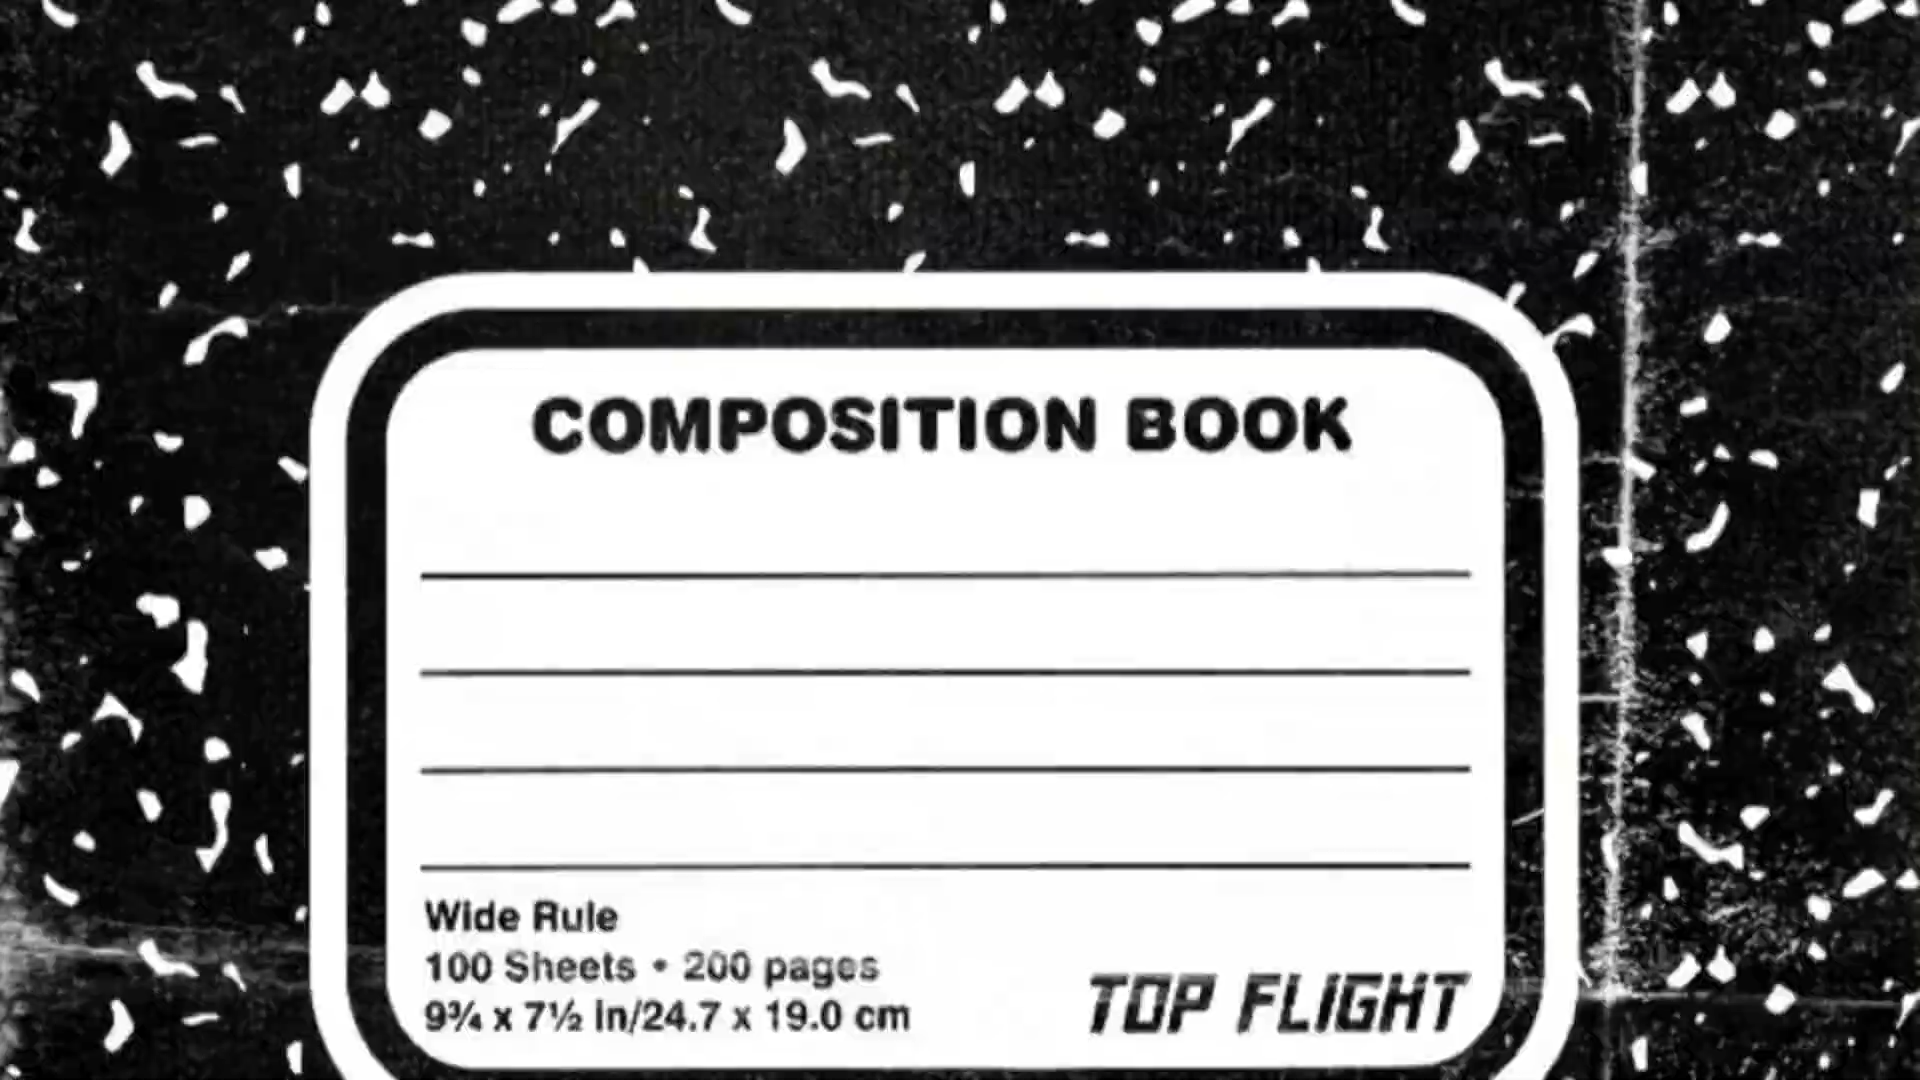 COMPOSITION BOOK
Wide Rule
100 Sheets • 200 pages
9¾ x 7½ in/24.7 x 19.0 cm
TOP FLIGHT